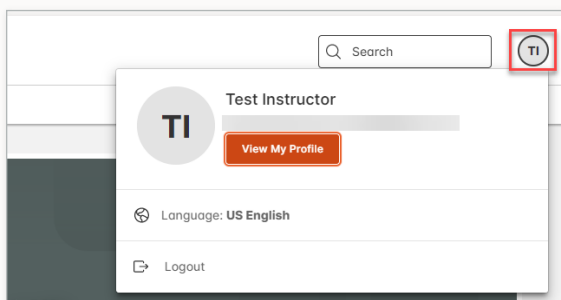 Search
TI
Test Instructor
TI
View My Profile
Language: US English
Logout